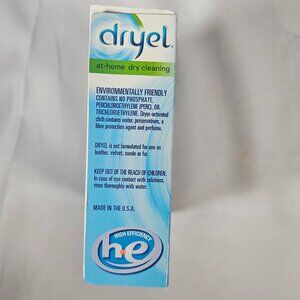 dryel
at-home dry cleaning
ENVIRONMENTALLY FRIENDLY
CONTAINS NO PHOSPHATE,
PERCHLOROETHYLENE (PERC), OR
TRICHLOROETHYLENE. Dryer-activated
cloth contains water, preservatives, a
fiber protection agent and perfume.
DRYEL is not formulated for use on
leather, velvet, suede or fur.
KEEP OUT OF THE REACH OF CHILDREN.
In case of eye contact with solutions,
rinse thoroughly with water.
MADE IN THE U.S.A.
HIGH EFFICIENCY
he